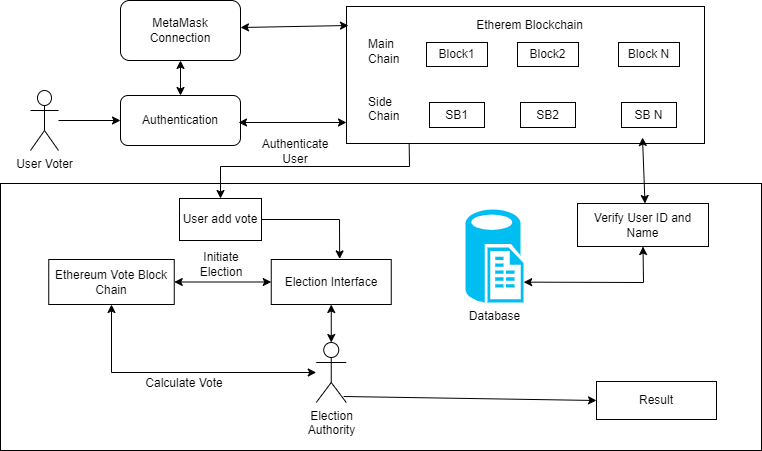 MetaMask
Connection
Etherem Blockchain
Main
Chain
Block1
Block2
Block N
Side
Chain
SB1
SB2
SB N
Authentication
User Voter
Authenticate
User
User add vote
Verify User ID and
Name
Initiate
Election
Ethereum Vote Block
Chain
Election Interface
Database
Calculate Vote
Election
Authority
Result